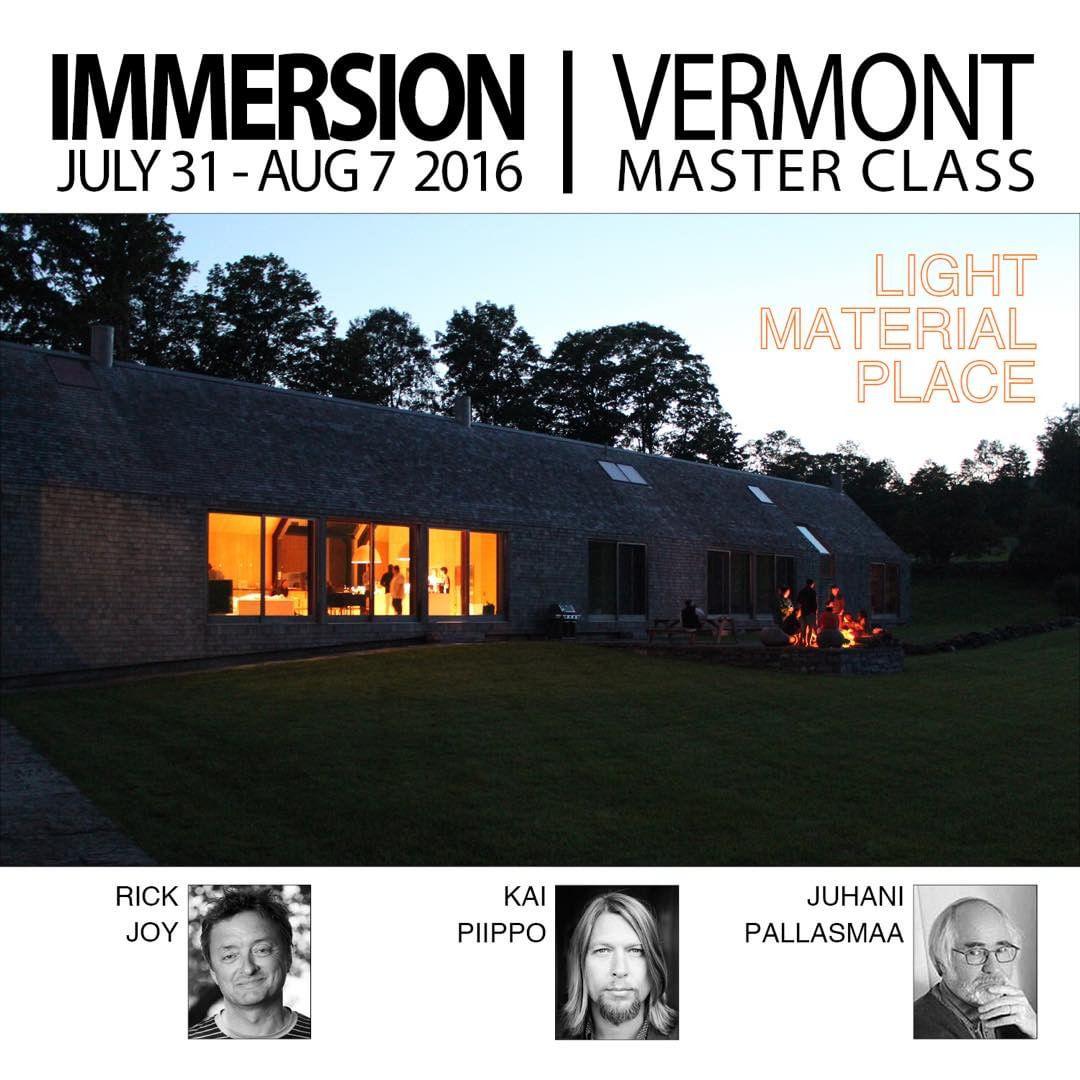 IMMERSION | VERMONT
JULY 31 - AUG 7 2016 MASTER CLASS
LIGHT
MATERIAL
PLACE
RICK
JOY
KAI
PIIPPO
JUHANI
PALLASMAA